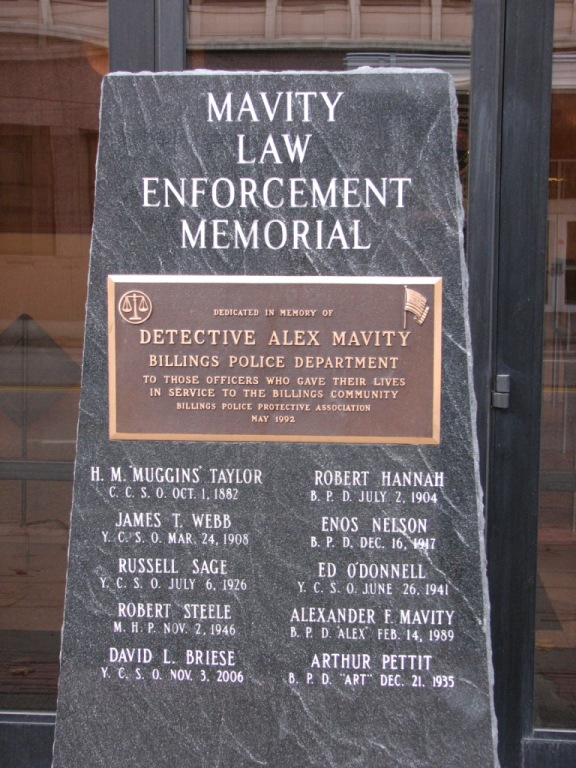 MAVITY
LAW
ENFORCEMENT
MEMORIAL
DEDICATED IN MEMORY OF
DETECTIVE ALEX MAVITY
BILLINGS POLICE DEPARTMENT
TO THOSE OFFICERS WHO GAVE THEIR LIVES
IN SERVICE TO THE BILLINGS COMMUNITY
BILLINGS POLICE PROTECTIVE ASSOCIATION
MAY 1992
H. M. "MUGGINS" TAYLOR
C. C. S. O. OCT. 1, 1882
JAMES T. WEBB
Y. C. S. O. MAR. 24, 1908
RUSSELL SAGE
Y. C. S. O. JULY 6, 1926
ROBERT STEELE
M. H. P. NOV. 2, 1946
DAVID L. BRIESE
Y. C. S. O. NOV. 3, 2006
ROBERT HANNAH
B. P. D. JULY 2, 1904
ENOS NELSON
B. P. D. DEC. 16, 1917
ED O'DONNELL
Y. C. S. O. JUNE 26, 1941
ALEXANDER F. MAVITY
B. P. D. "ALEX" FEB. 14, 1989
ARTHUR PETTIT
B. P. D. "ART" DEC. 21, 1935